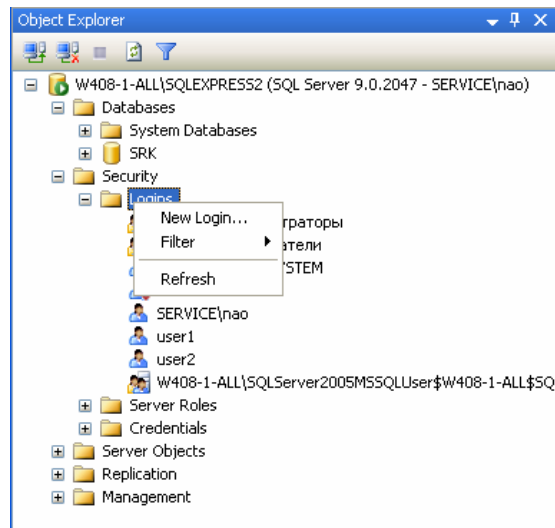 Object Explorer
W408-1-ALL\SQLEXPRESS2 (SQL Server 9.0.2047 - SERVICE\nao)
Databases
System Databases
SRK
Security
Logins
New Login...
траторы
Filter
атели
STEM
Refresh
SERVICE\nao
user1
user2
W408-1-ALL\SQLServer2005MSSQLUser$W408-1-ALL$SQ
Server Roles
Credentials
Server Objects
Replication
Management